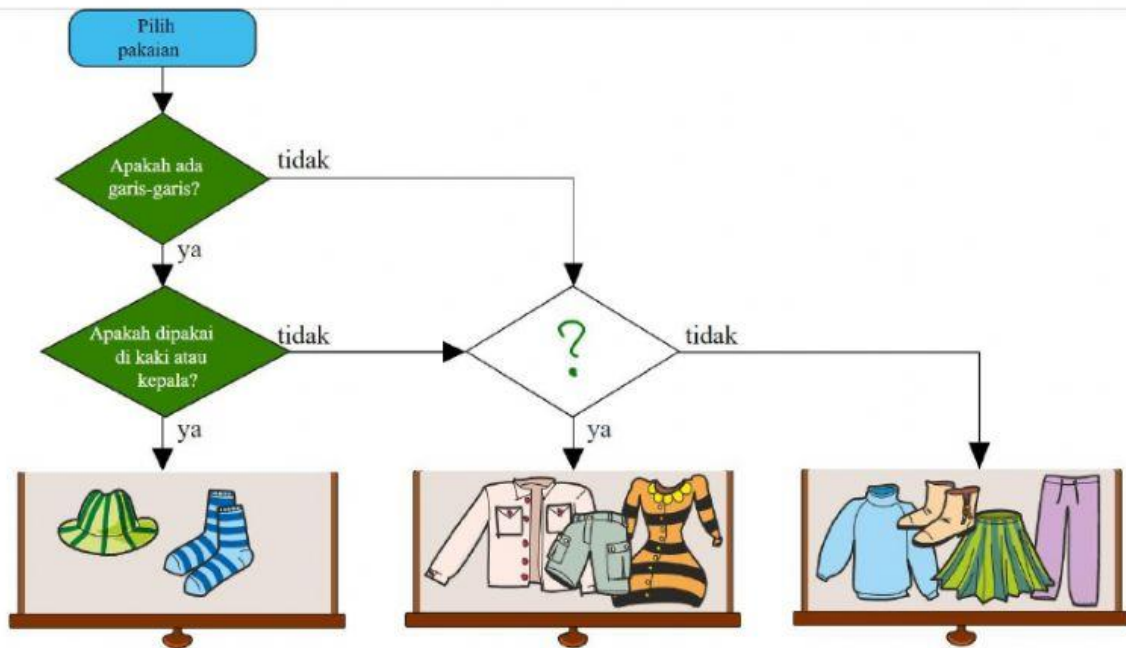 Pilih
pakaian
Apakah ada
garis-garis?
tidak
ya
Apakah dipakai
di kaki atau
kepala?
tidak
?
tidak
ya
ya